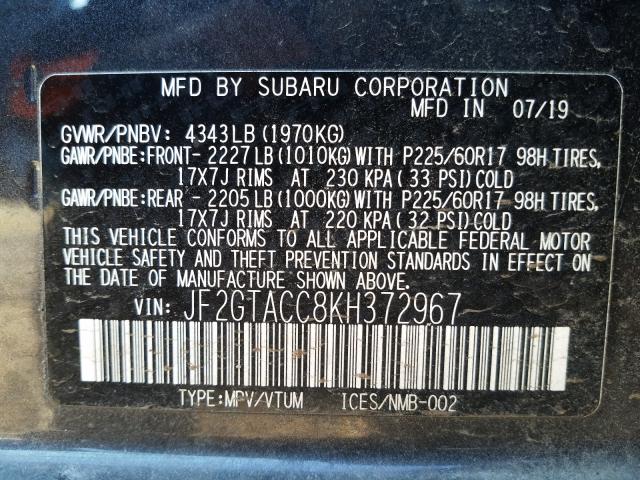 MFD BY SUBARU CORPORATION
MFD IN 07/19
GVWR/PNBV: 4343LB (1970KG)
GAWR/PNBE:FRONT- 2227 LB (1010KG) WITH P225/60R17 98H TIRES,
17X7J RIMS AT 230 KPA ( 33 PSI) COLD
GAWR/PNBE:REAR - 2205 LB (1000KG) WITH P225/60R17 98H TIRES,
17X7J RIMS AT 220 KPA ( 32 PSI) COLD
THIS VEHICLE CONFORMS TO ALL APPLICABLE FEDERAL MOTOR
VEHICLE SAFETY AND THEFT PREVENTION STANDARDS IN EFFECT ON
THE DATE OF MANUFACTURE SHOWN ABOVE.
VIN: JF2GTACC8KH372967
TYPE:MPV/VTUM ICES/NMB-002